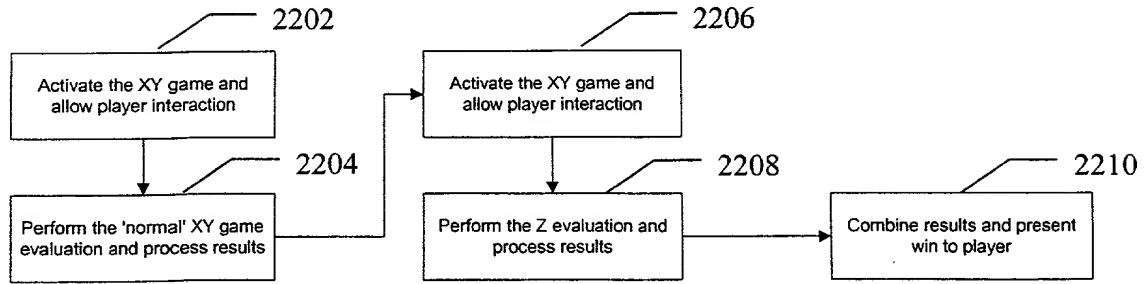 2202
Activate the XY game and
allow player interaction
2204
Perform the 'normal' XY game
evaluation and process results
2206
Activate the XY game and
allow player interaction
2208
Perform the Z evaluation and
process results
2210
Combine results and present
win to player